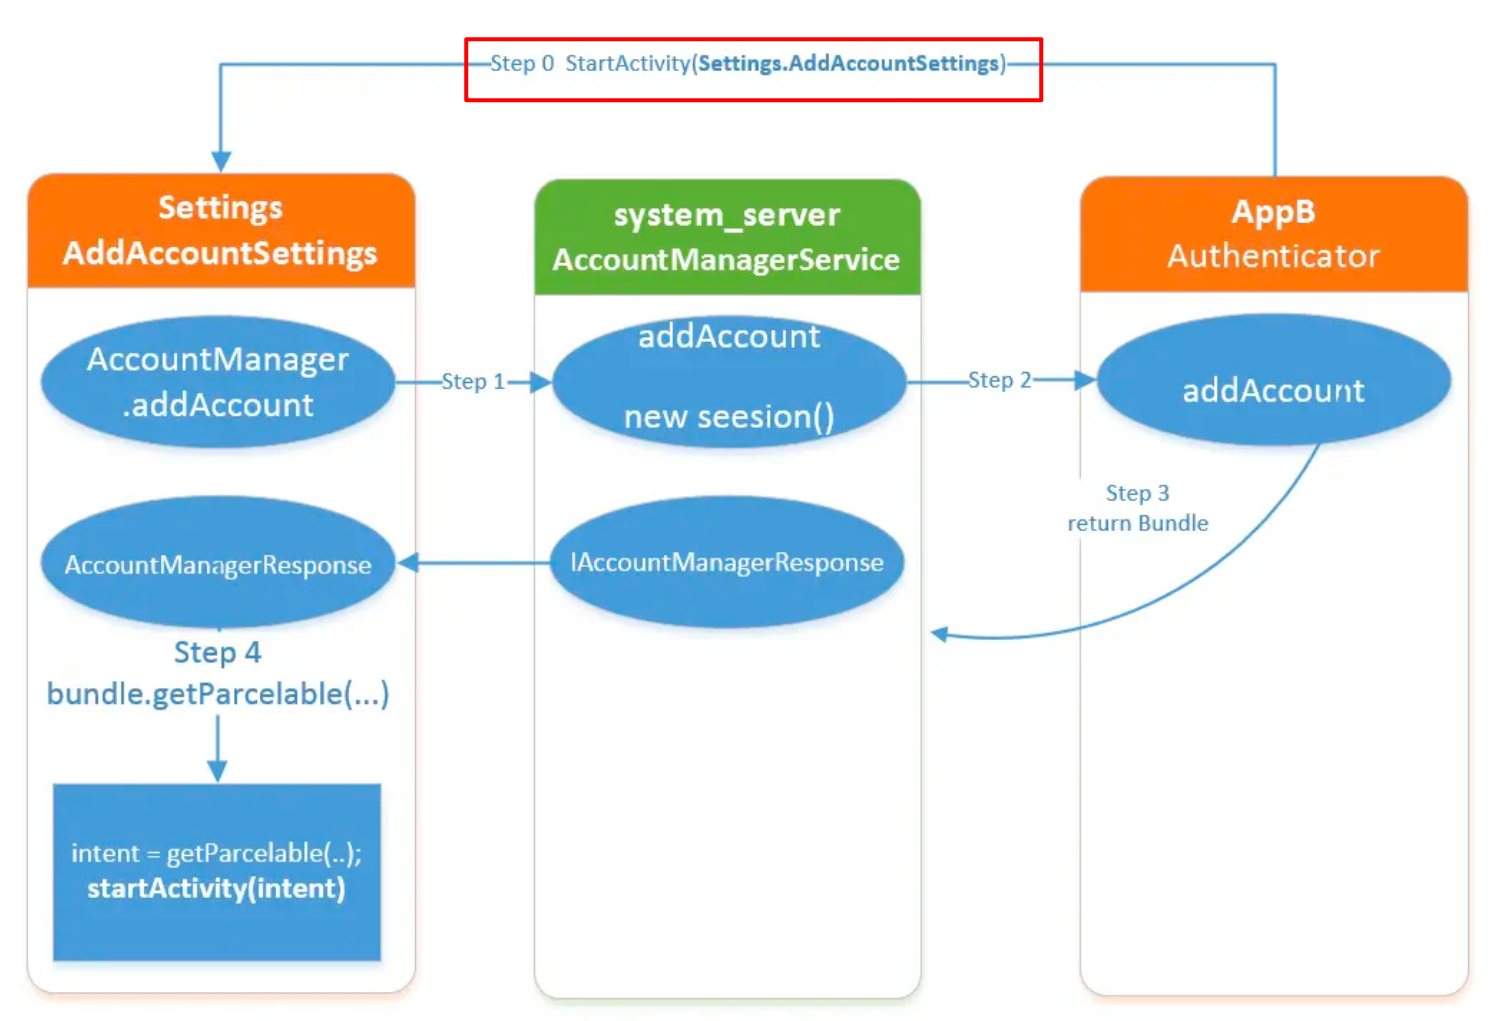 Step 0 StartActivity(Settings.AddAccountSettings)
Settings
AddAccountSettings
system_server
AccountManagerService
AppB
Authenticator
AccountManager
.addAccount
Step 1
addAccount
new seesion()
Step 2
addAccount
Step 3
return Bundle
AccountManagerResponse
IAccountManagerResponse
Step 4
bundle.getParcelable(...)
intent = getParcelable(..);
startActivity(intent)